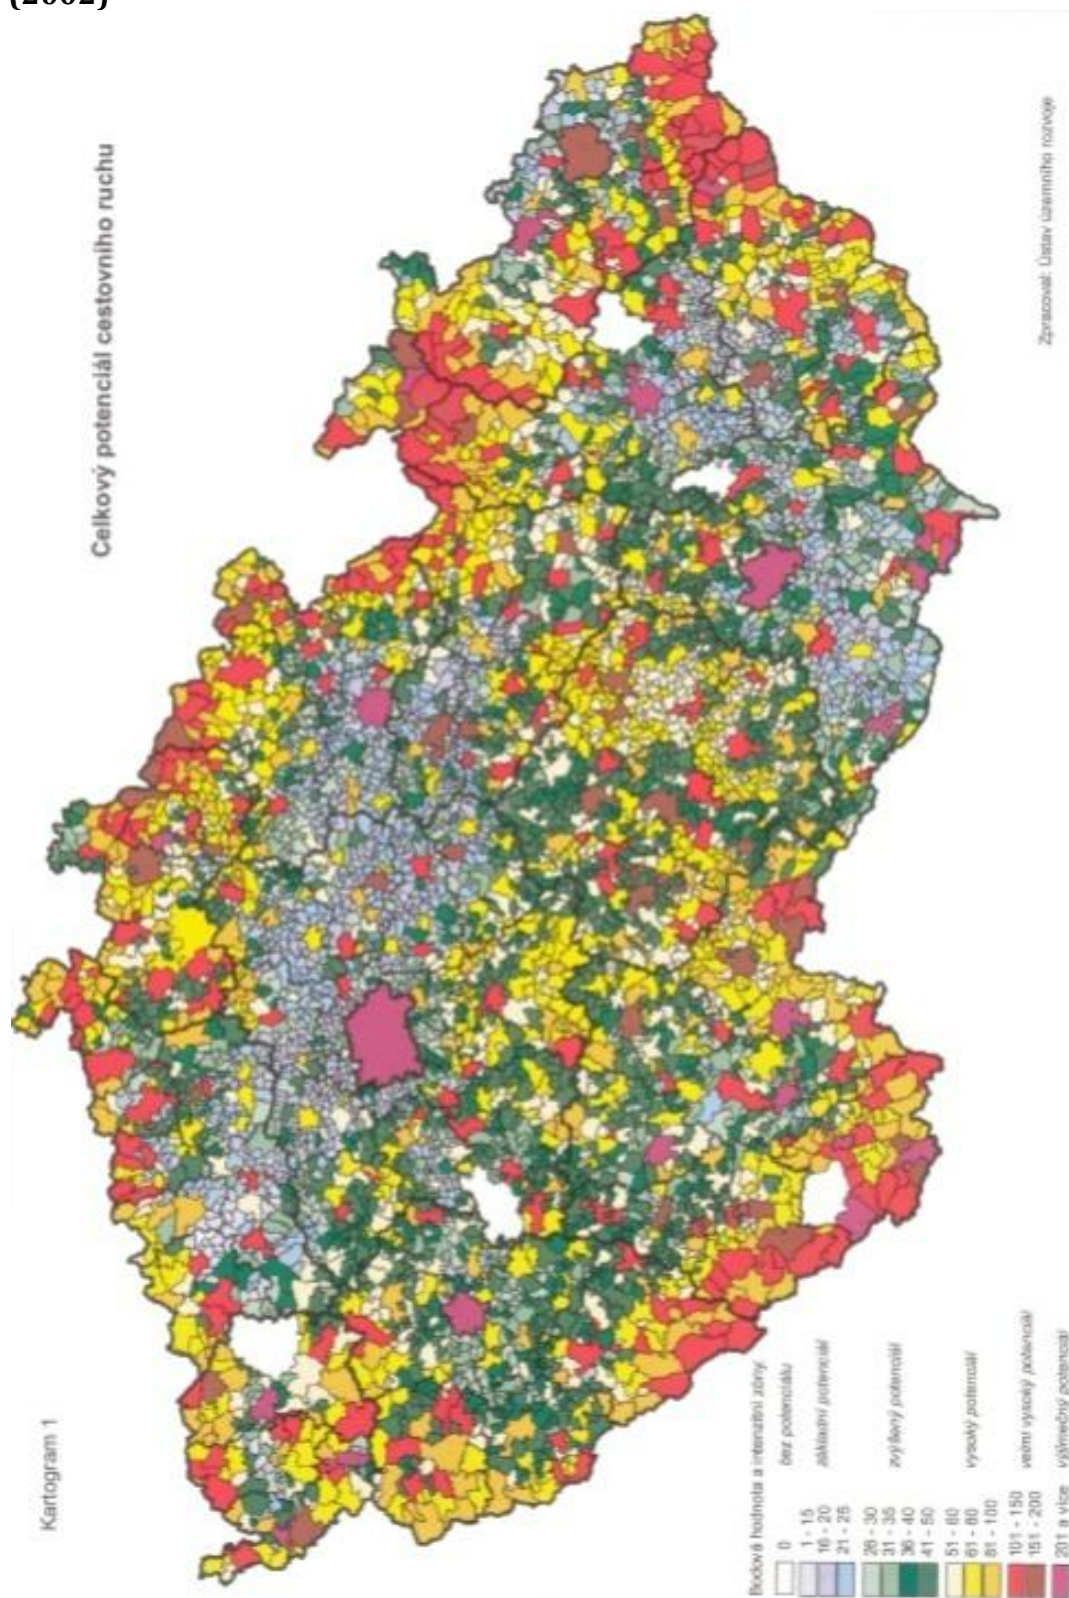 (2002)
Celkový potenciál cestovního ruchu
Kartogram 1
Zpracoval: Ústav územního rozvoje
Bodová hodnota a intenzitní zóny:
0 bez potenciálu
1 - 15 základní potenciál
16 - 20
21 - 25
26 - 30 zvýšený potenciál
31 - 35
36 - 40
41 - 50
51 - 60 vysoký potenciál
61 - 80
81 - 100
101 - 150 velmi vysoký potenciál
151 - 200
201 a více výjimečný potenciál